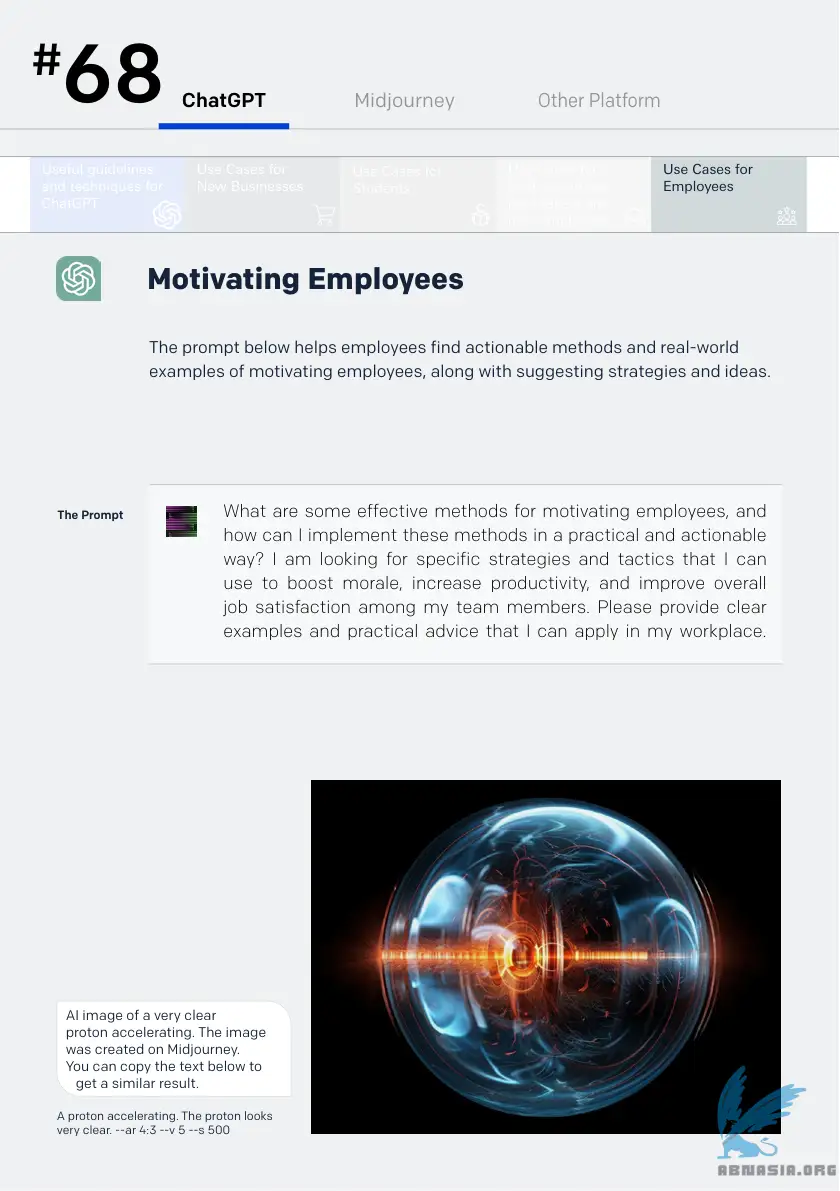 #68
ChatGPT
Midjourney
Other Platform
Useful guidelines
and techniques for
ChatGPT
Use Cases for
New Businesses
Use Cases for
Students
Use Cases for
Employees
Motivating Employees
The prompt below helps employees find actionable methods and real-world
examples of motivating employees, along with suggesting strategies and ideas.
The Prompt
What are some effective methods for motivating employees, and
how can I implement these methods in a practical and actionable
way? I am looking for specific strategies and tactics that I can
use to boost morale, increase productivity, and improve overall
job satisfaction among my team members. Please provide clear
examples and practical advice that I can apply in my workplace.
AI image of a very clear
proton accelerating. The image
was created on Midjourney.
You can copy the text below to
get a similar result.
A proton accelerating. The proton looks
very clear. --ar 4:3 --v 5 --s 500
ABNASIA.ORG